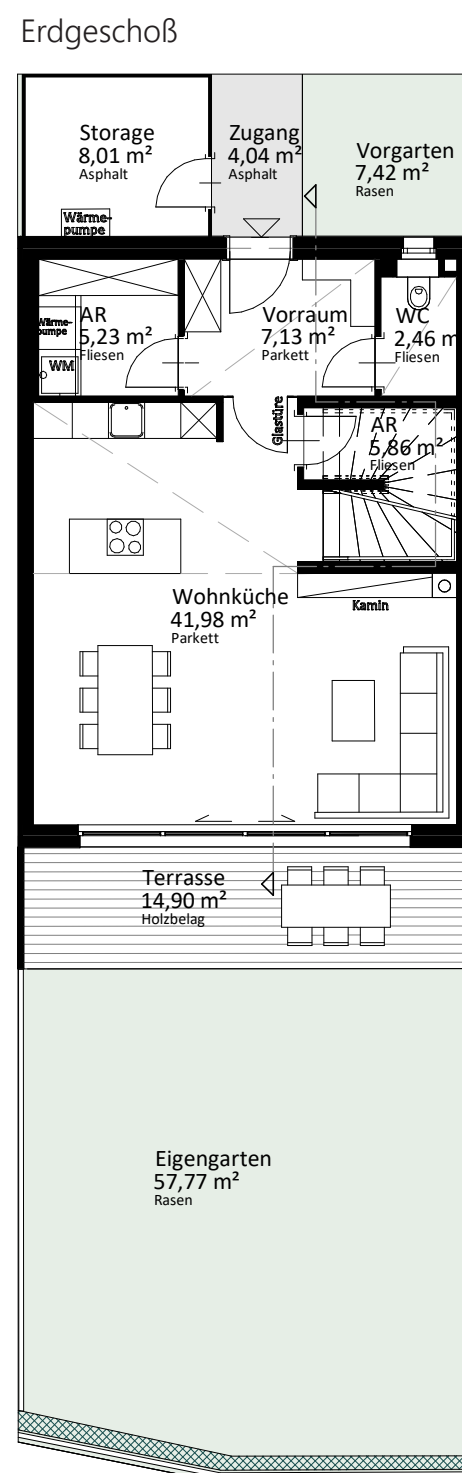 Erdgeschoß
Storage
8,01 m²
Asphalt
Zugang
4,04 m²
Asphalt
Vorgarten
7,42 m²
Rasen
Wärme-
pumpe
AR
5,23 m²
Fliesen
Wärme-
pumpe
WM
Vorraum
7,13 m²
Parkett
WC
2,46 m
Fliesen
Glastüre
AR
5,86 m²
Fliesen
Wohnküche
41,98 m²
Parkett
Kamin
Terrasse
14,90 m²
Holzbelag
Eigengarten
57,77 m²
Rasen